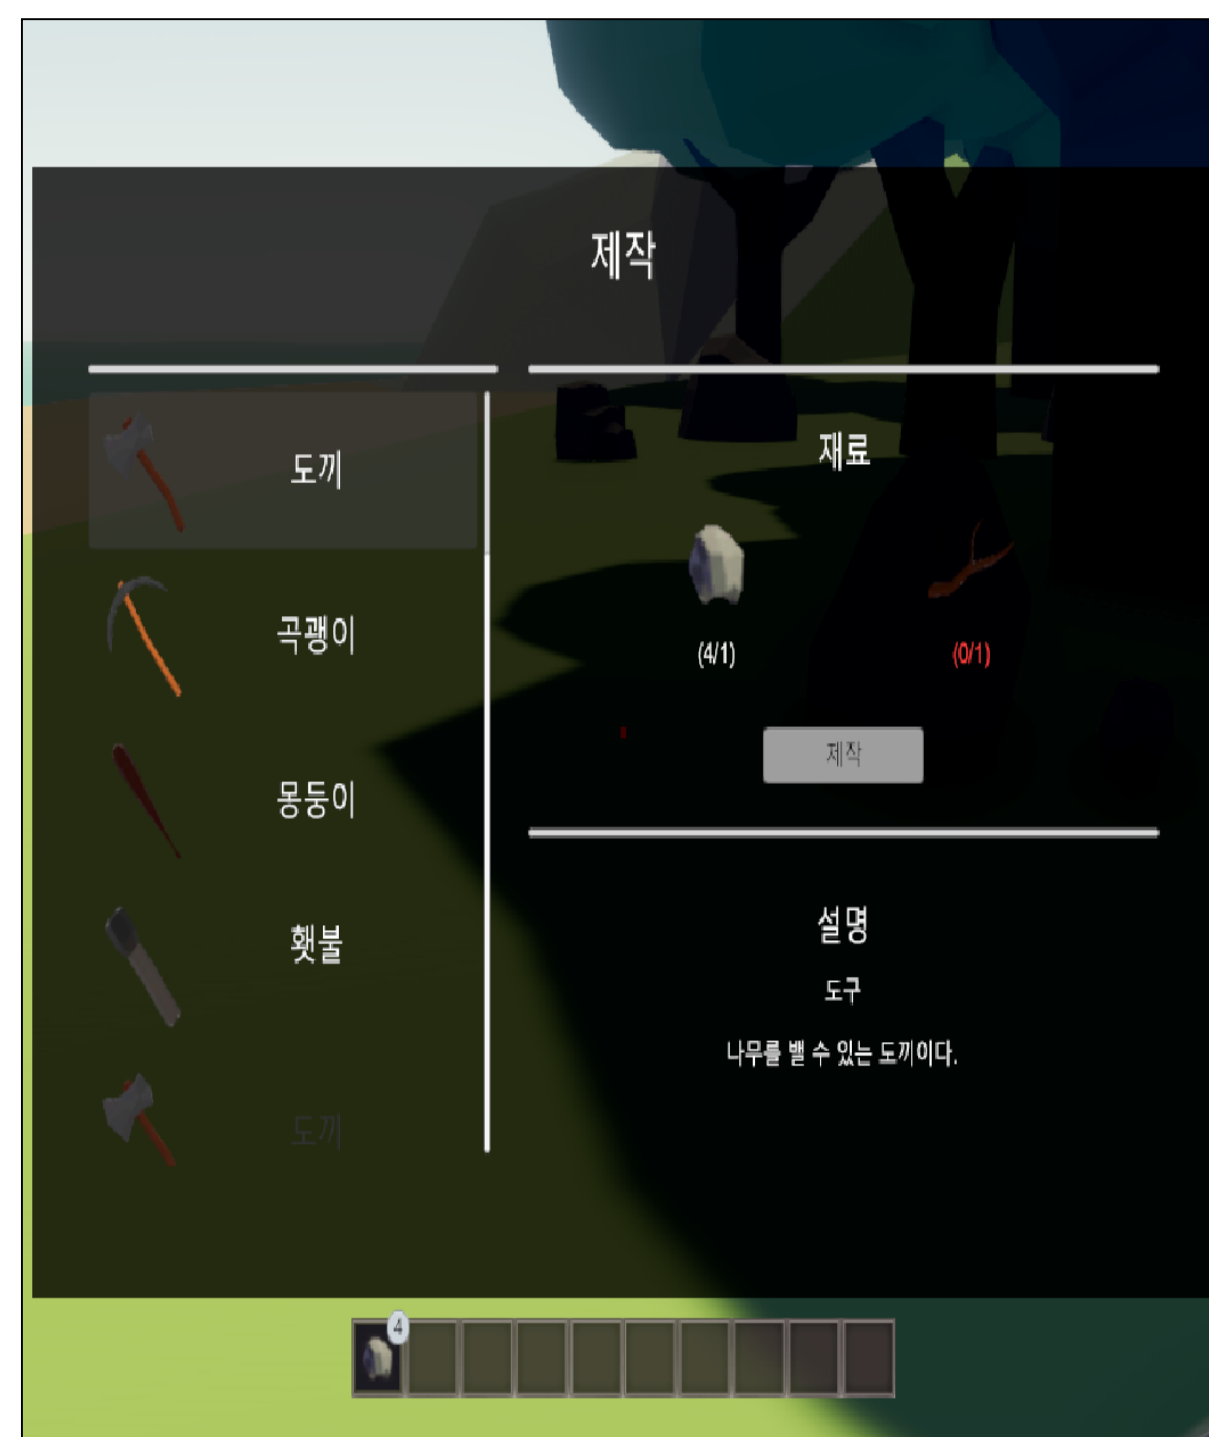 제작
도끼
곡괭이
몽둥이
횃불
도끼
재료
(4/1)
(0/1)
제작
설명
도구
나무를 밸 수 있는 도끼이다.
4